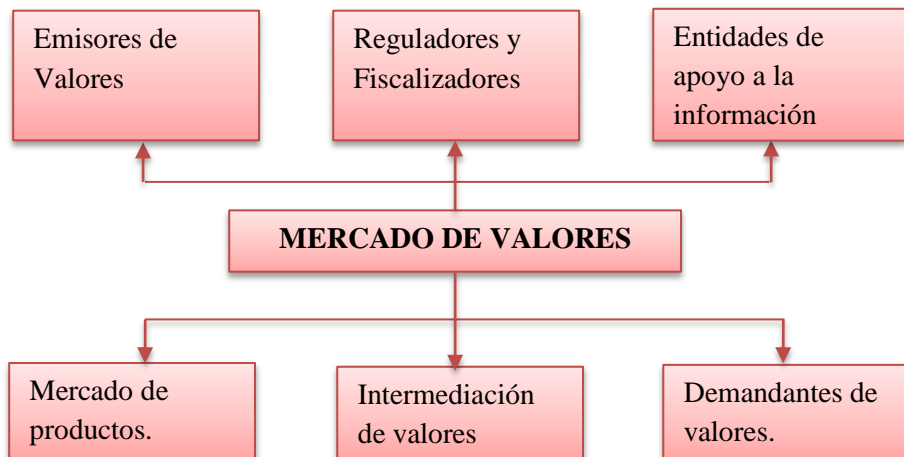 Emisores de
Valores
Reguladores y
Fiscalizadores
Entidades de
apoyo a la
información
MERCADO DE VALORES
Mercado de
productos.
Intermediación
de valores
Demandantes de
valores.